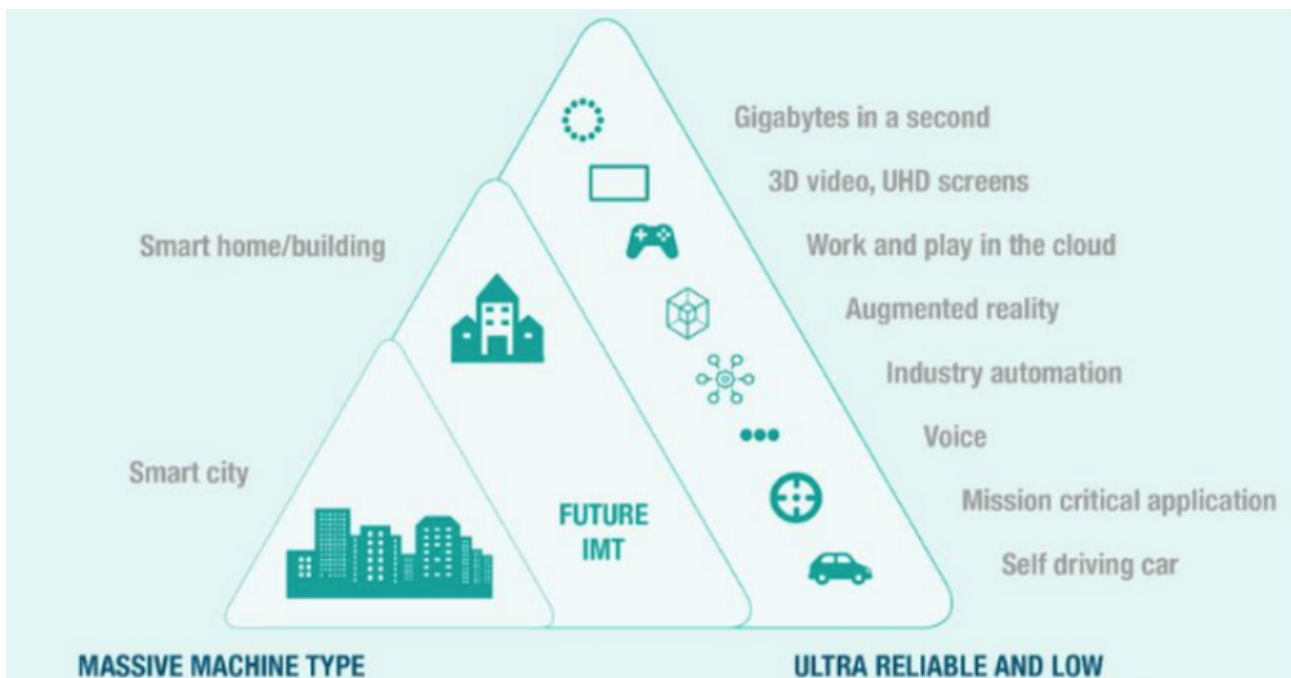 Gigabytes in a second
3D video, UHD screens
Smart home/building
Work and play in the cloud
Augmented reality
Industry automation
Voice
Smart city
Mission critical application
FUTURE
IMT
Self driving car
MASSIVE MACHINE TYPE
ULTRA RELIABLE AND LOW